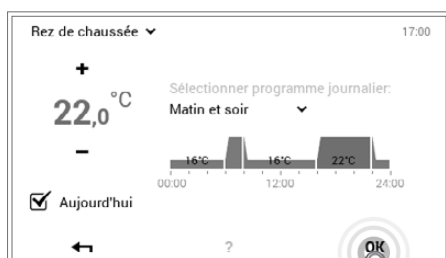 Rez de chaussée
17:00
+
22,0°C
−
Sélectionner programme journalier:
Matin et soir
16°C 16°C 22°C
00:00 12:00 24:00
Aujourd'hui
?
OK